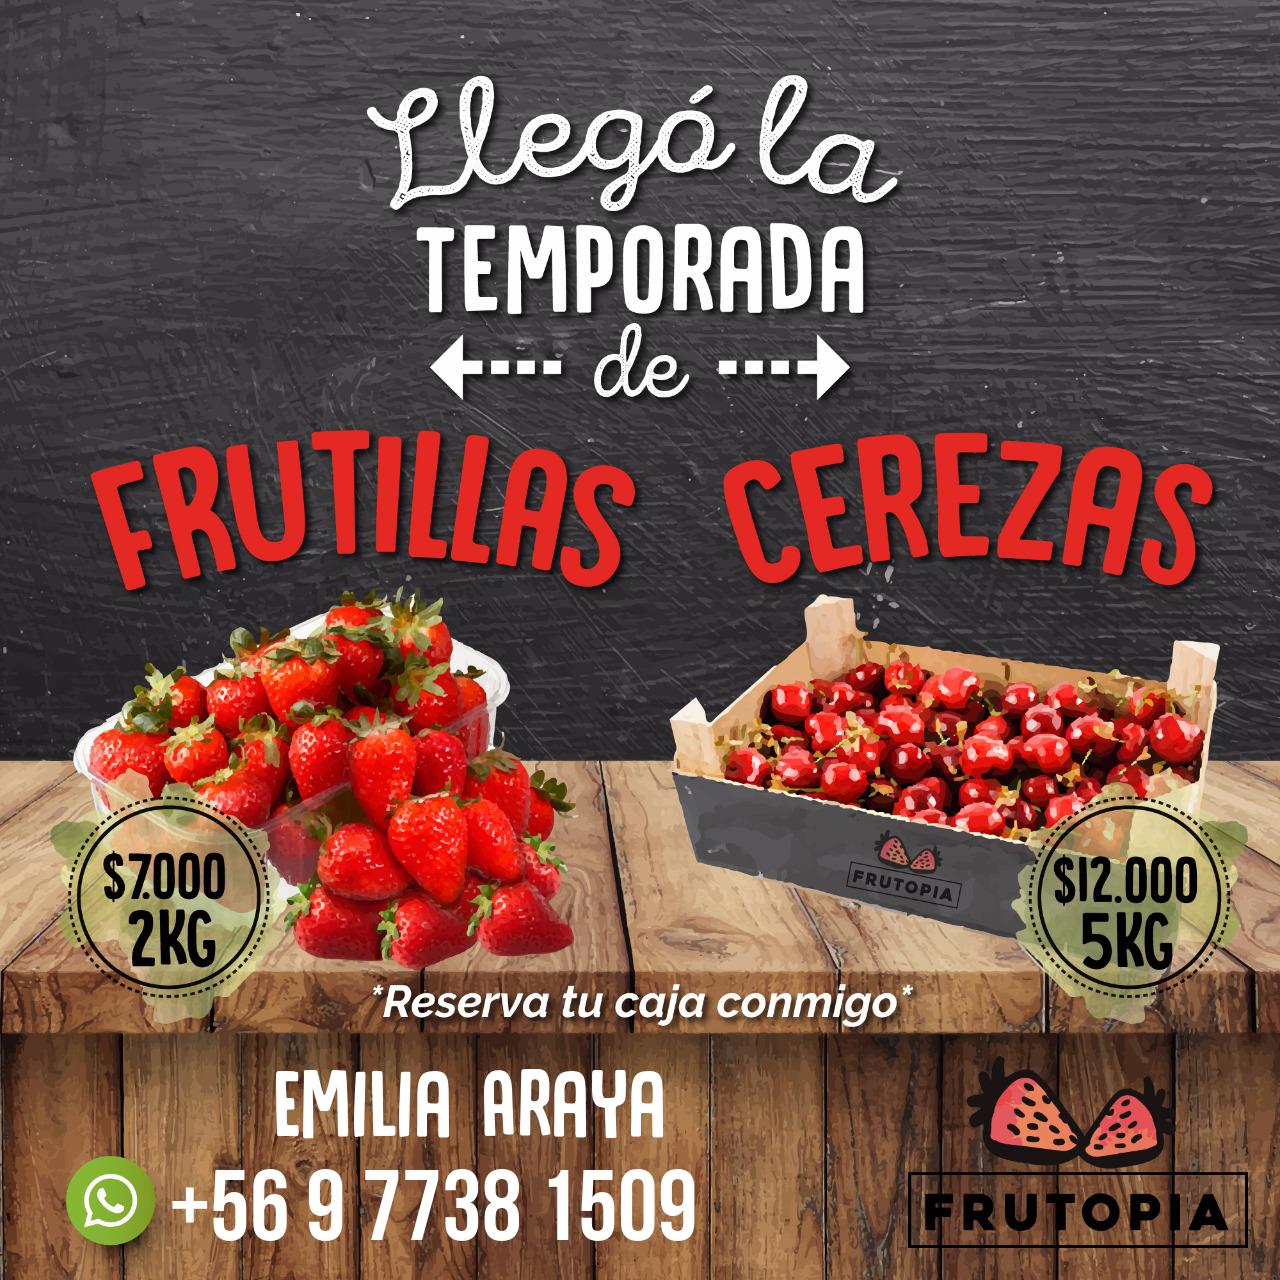 Llegó la
TEMPORADA
de
FRUTILLAS CEREZAS
FRUTOPIA
$7.000
2KG
$12.000
5KG
*Reserva tu caja conmigo*
EMILIA ARAYA
+56 9 7738 1509
FRUTOPIA